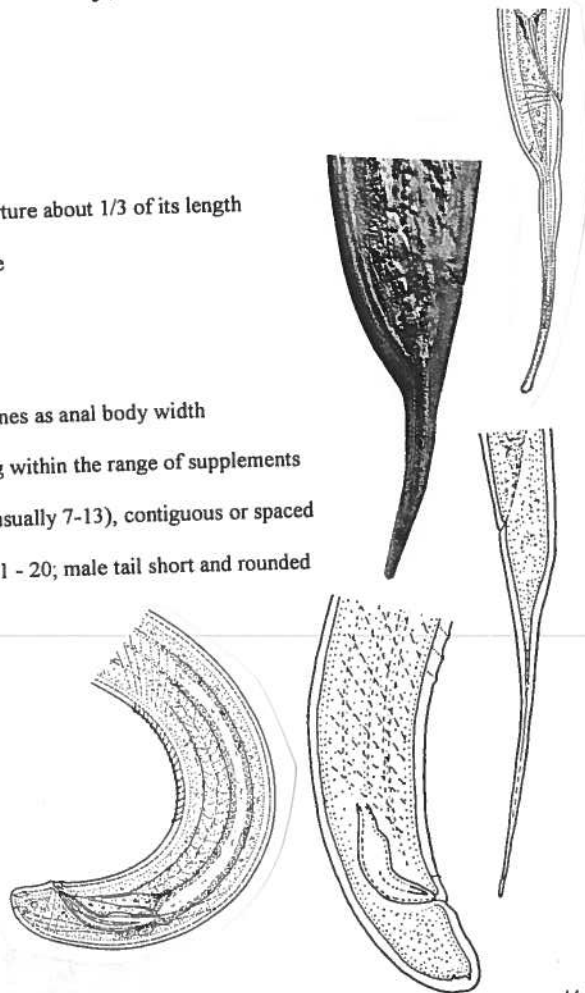 ture about 1/3 of its length
e
nes as anal body width
g within the range of supplements
usually 7-13), contiguous or spaced
1 - 20; male tail short and rounded